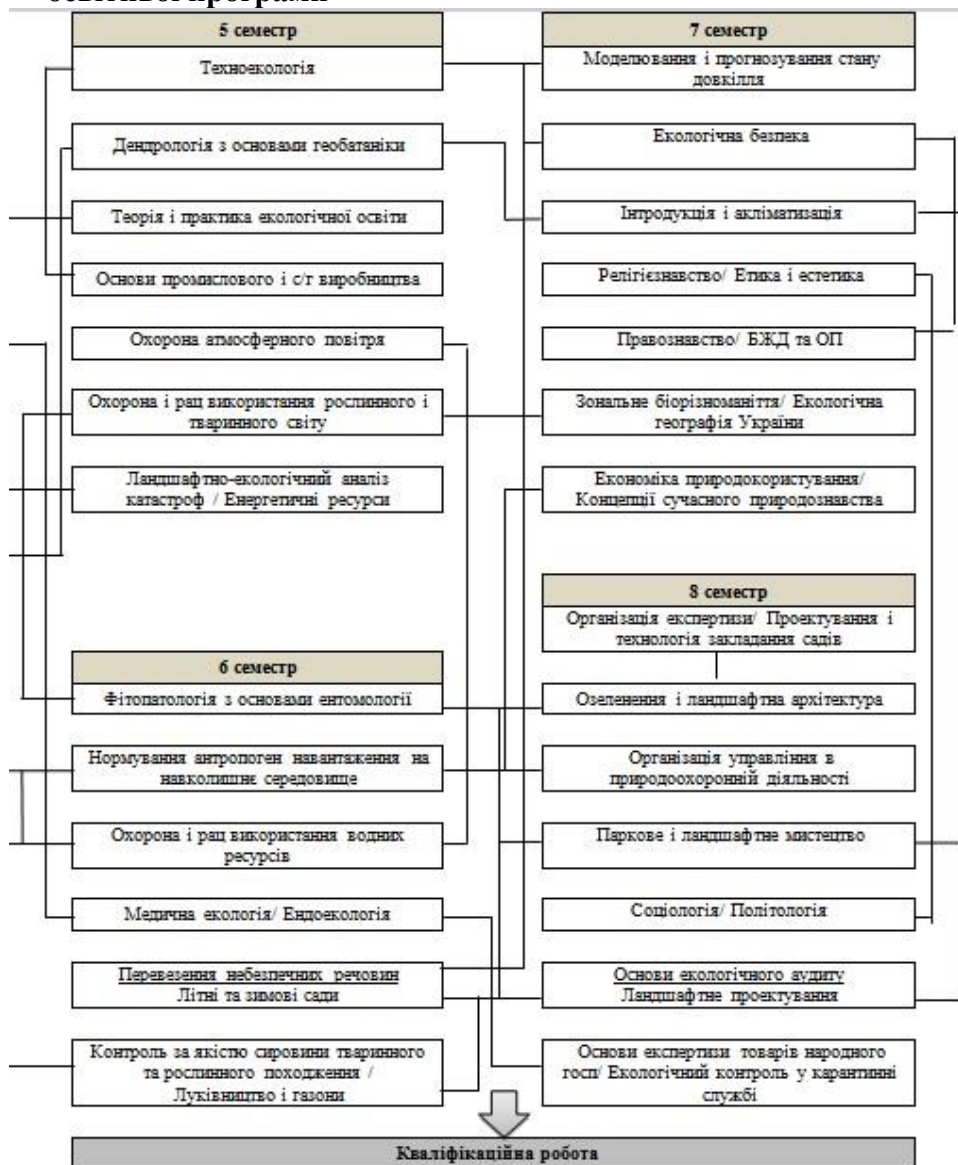 освітньої програми
5 семестр
Техноекологія
Дендрологія з основами геоботаніки
Теорія і практика екологічної освіти
Основи промислового і с/г виробництва
Охорона атмосферного повітря
Охорона і рац використання рослинного і
тваринного світу
Ландшафтно-екологічний аналіз
катастроф / Енергетичні ресурси
6 семестр
Фітопатологія з основами ентомології
Нормування антропоген навантаження на
навколишнє середовище
Охорона і рац використання водних
ресурсів
Медична екологія/ Ендоекологія
Перевезення небезпечних речовин
Літні та зимові сади
Контроль за якістю сировини тваринного
та рослинного походження /
Луківництво і газони
7 семестр
Моделювання і прогнозування стану
довкілля
Екологічна безпека
Інтродукція і акліматизація
Релігієзнавство/ Етика і естетика
Правознавство/ БЖД та ОП
Зональне біорізноманіття/ Екологічна
географія України
Економіка природокористування/
Концепції сучасного природознавства
8 семестр
Організація експертизи/ Проектування і
технологія закладання садів
Озеленення і ландшафтна архітектура
Організація управління в
природоохоронній діяльності
Паркове і ландшафтне мистецтво
Соціологія/ Політологія
Основи екологічного аудиту
Ландшафтне проектування
Основи експертизи товарів народного
госп/ Екологічний контроль у карантинні
службі
Кваліфікаційна робота